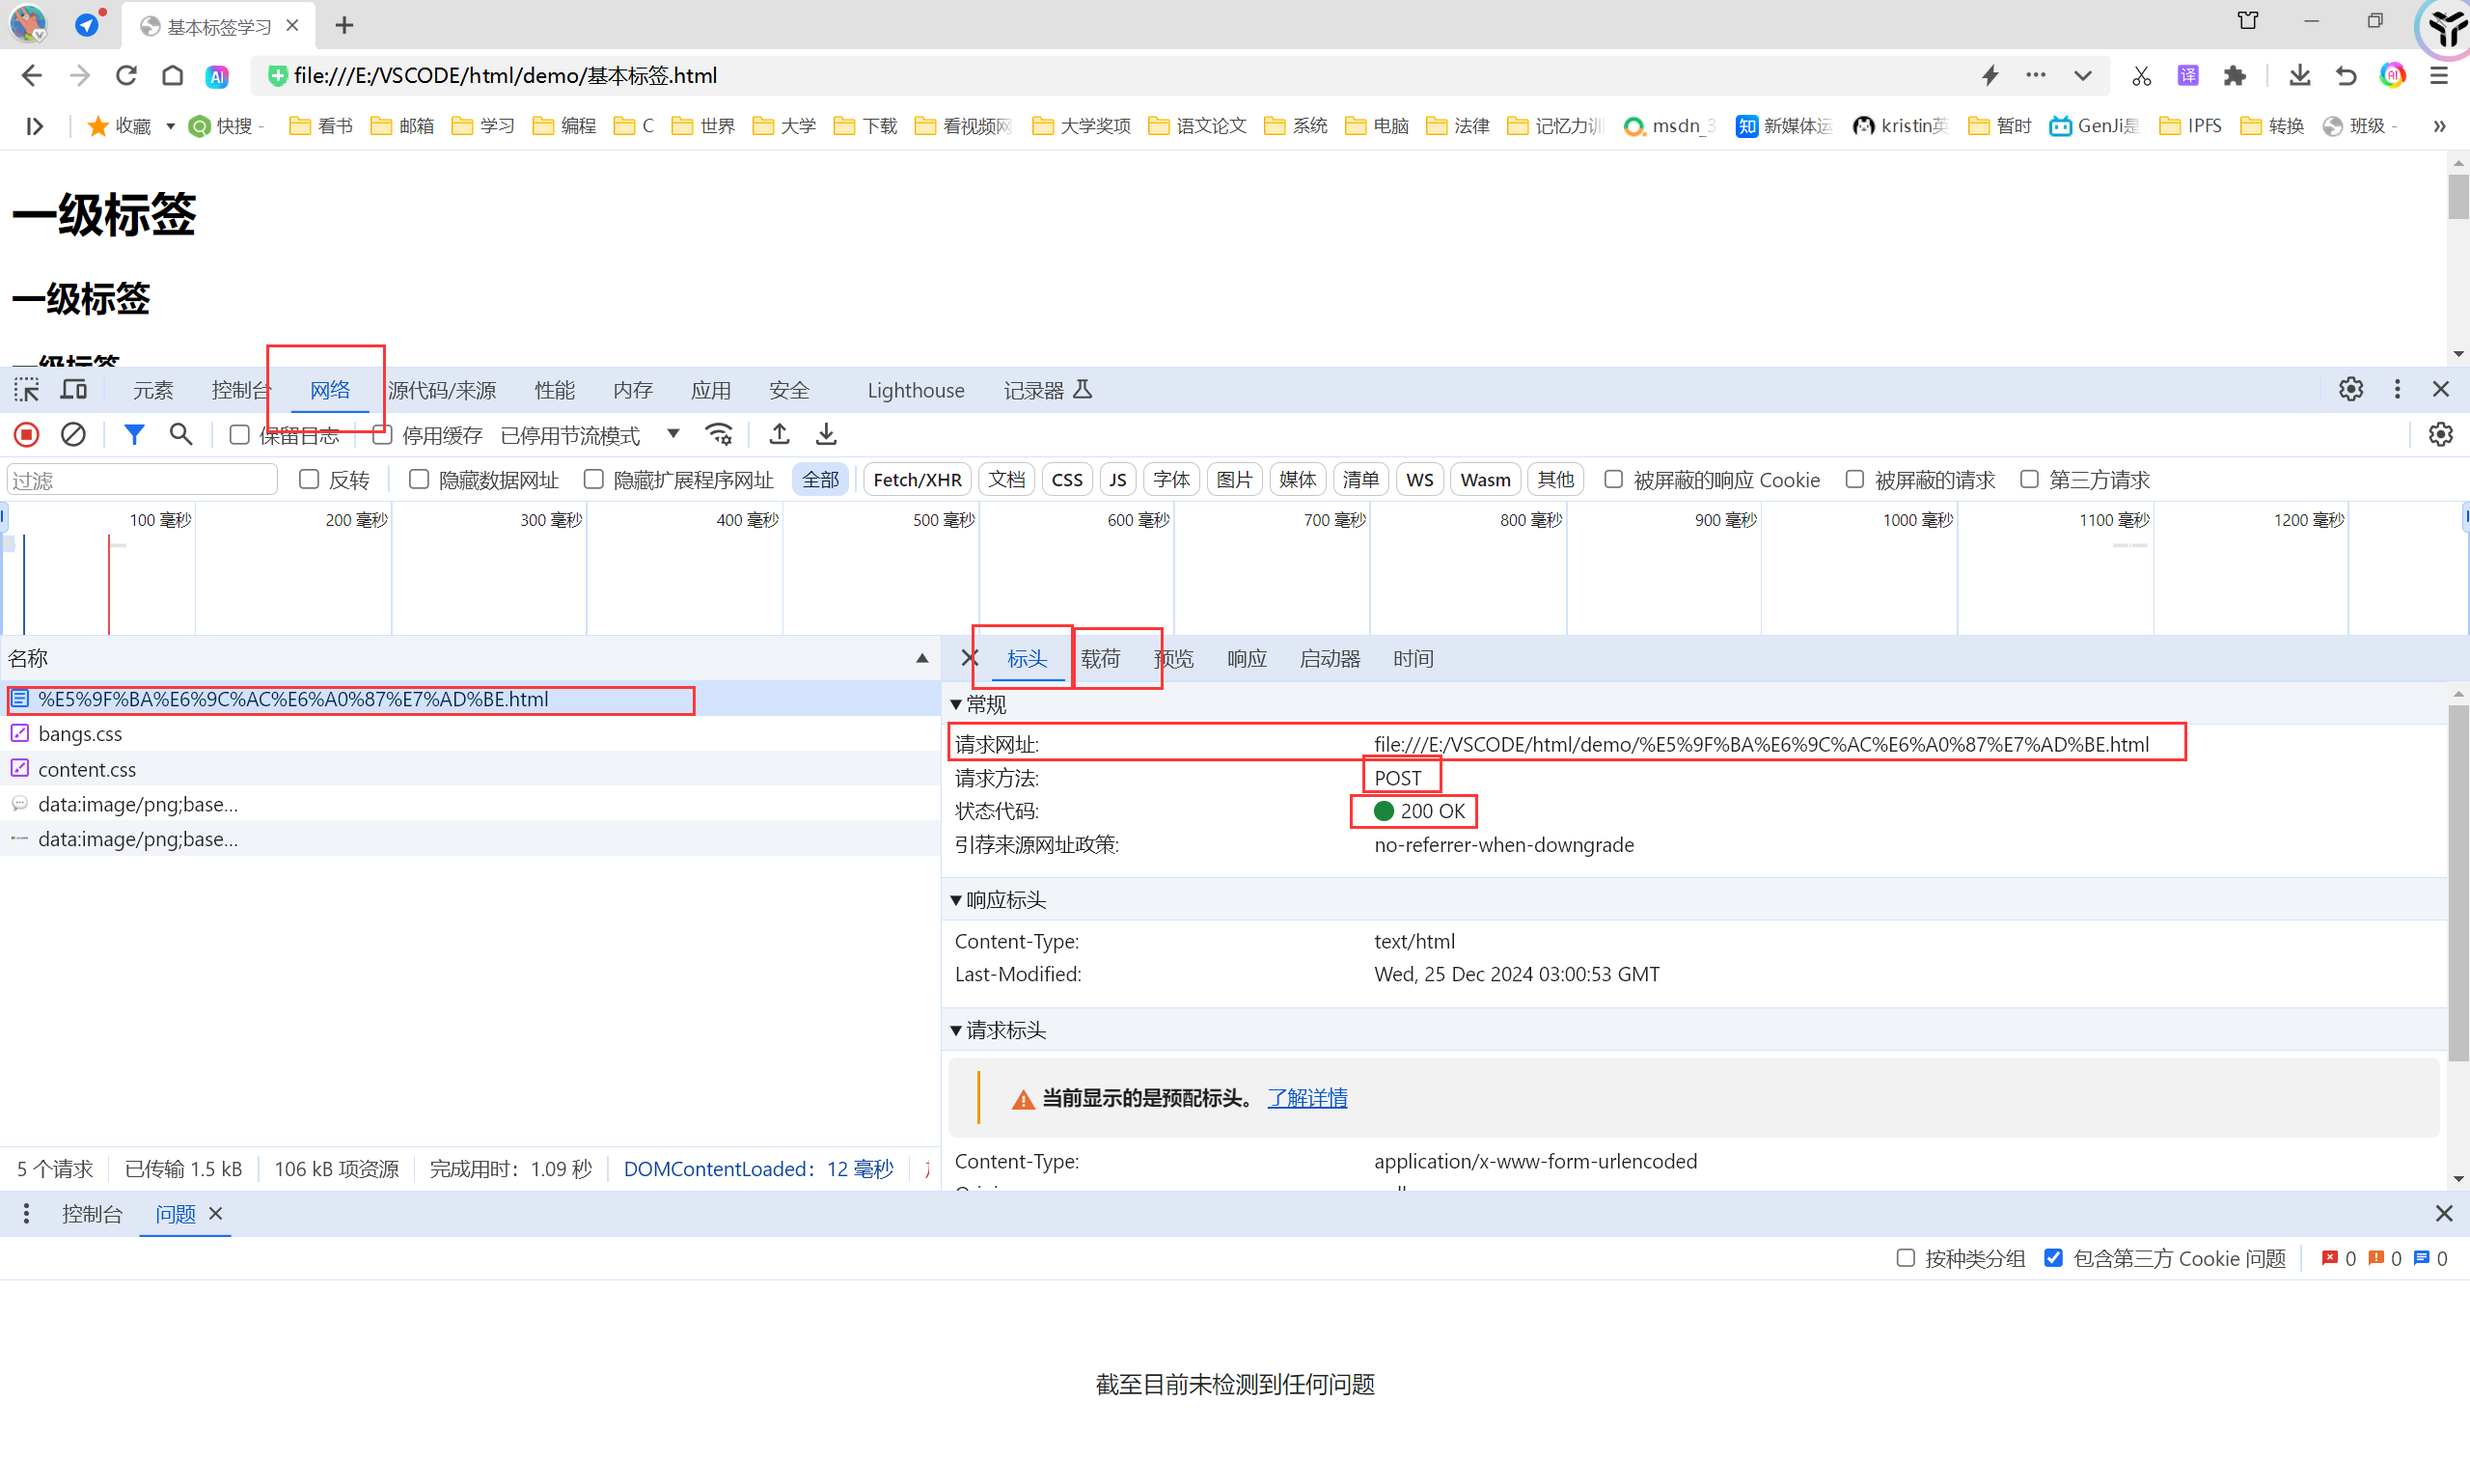 基本标签学习
file:///E:/VSCODE/html/demo/基本标签.html
译
AI
收藏 快搜 - 看书 邮箱 学习 编程 C 世界 大学 下载 看视频网 大学奖项 语文论文 系统 电脑 法律 记忆力训 msdn_ 知 新媒体运 kristin英 暂时 GenJi是 IPFS 转换 班级 -
一级标签
一级标签
一级标签
元素 控制台 网络 源代码/来源 性能 内存 应用 安全 Lighthouse 记录器
保留日志 停用缓存 已停用节流模式
过滤 反转 隐藏数据网址 隐藏扩展程序网址 全部 Fetch/XHR 文档 CSS JS 字体 图片 媒体 清单 WS Wasm 其他 被屏蔽的响应 Cookie 被屏蔽的请求 第三方请求
100 毫秒 200 毫秒 300 毫秒 400 毫秒 500 毫秒 600 毫秒 700 毫秒 800 毫秒 900 毫秒 1000 毫秒 1100 毫秒 1200 毫秒
名称
%E5%9F%BA%E6%9C%AC%E6%A0%87%E7%AD%BE.html
bangs.css
content.css
data:image/png;base...
data:image/png;base...
5 个请求 已传输 1.5 kB 106 kB 项资源 完成用时：1.09 秒 DOMContentLoaded：12 毫秒
标头 载荷 预览 响应 启动器 时间
常规
请求网址: file:///E:/VSCODE/html/demo/%E5%9F%BA%E6%9C%AC%E6%A0%87%E7%AD%BE.html
请求方法: POST
状态代码: 200 OK
引荐来源网址政策: no-referrer-when-downgrade
响应标头
Content-Type: text/html
Last-Modified: Wed, 25 Dec 2024 03:00:53 GMT
请求标头
当前显示的是预配标头。 了解详情
Content-Type: application/x-www-form-urlencoded
控制台 问题
按种类分组 包含第三方 Cookie 问题 0 0 0
截至目前未检测到任何问题